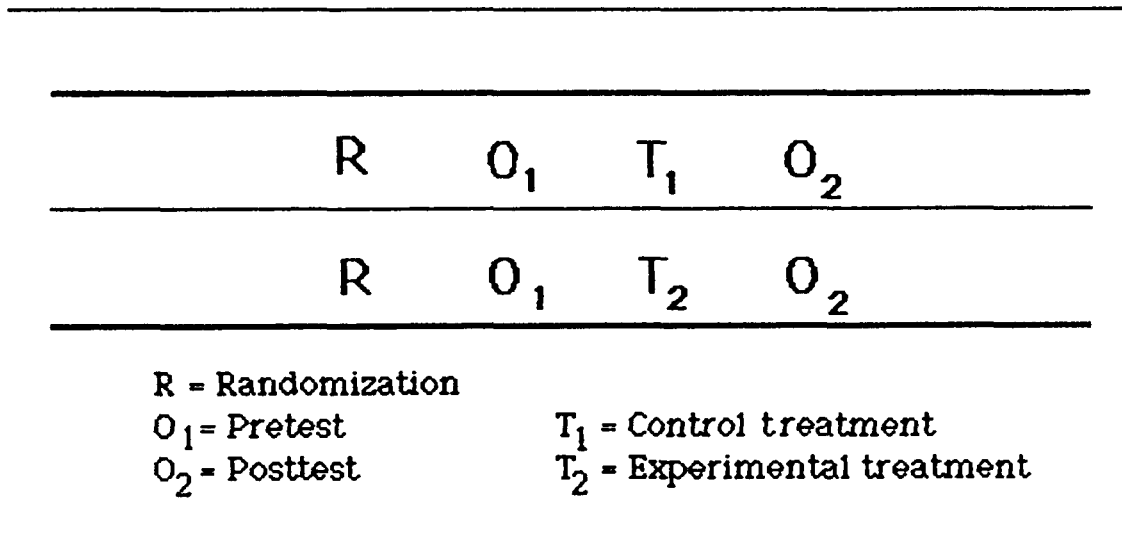 R O₁ T₁ O₂
R O₁ T₂ O₂
R = Randomization
O₁ = Pretest T₁ = Control treatment
O₂ = Posttest T₂ = Experimental treatment